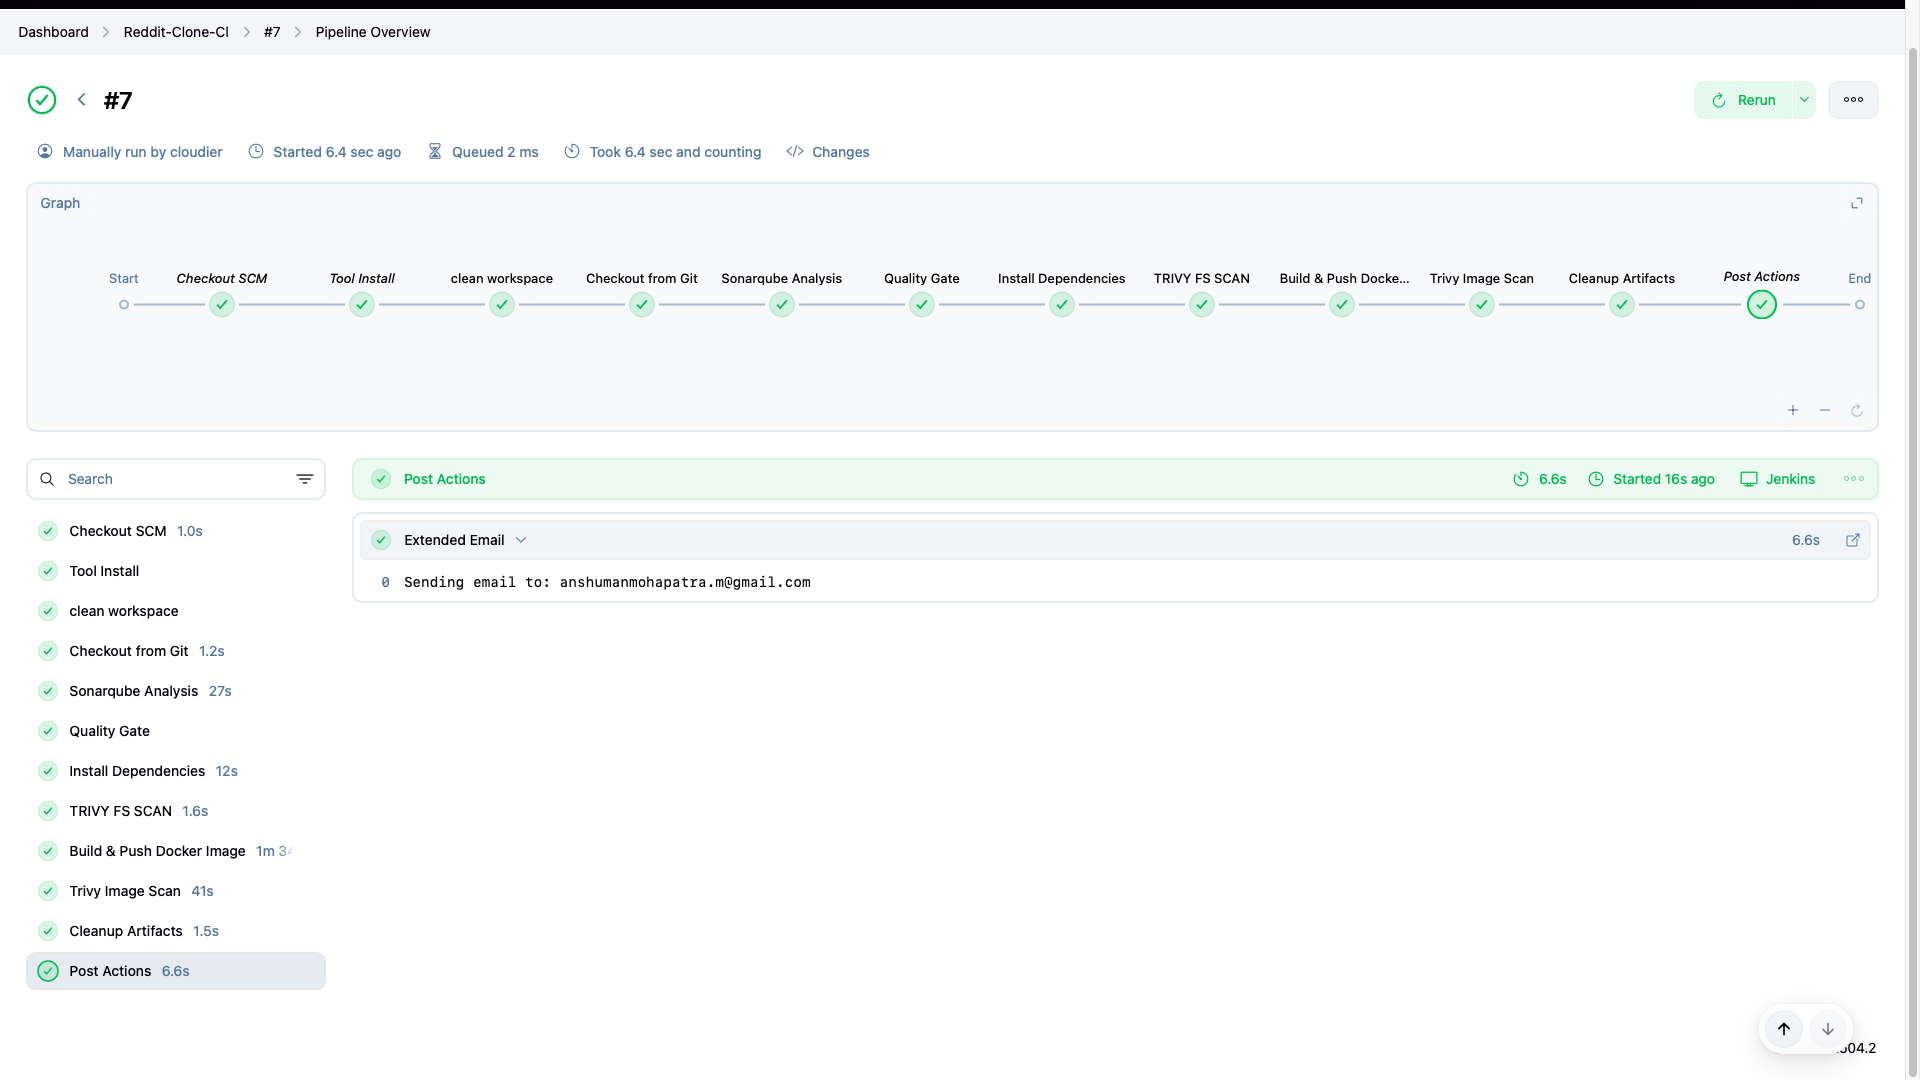 Dashboard > Reddit-Clone-CI > #7 > Pipeline Overview
#7
Rerun
Manually run by cloudier Started 6.4 sec ago Queued 2 ms Took 6.4 sec and counting </> Changes
Graph
Start Checkout SCM Tool Install clean workspace Checkout from Git Sonarqube Analysis Quality Gate Install Dependencies TRIVY FS SCAN Build & Push Docke... Trivy Image Scan Cleanup Artifacts Post Actions End
Search
Checkout SCM 1.0s
Tool Install
clean workspace
Checkout from Git 1.2s
Sonarqube Analysis 27s
Quality Gate
Install Dependencies 12s
TRIVY FS SCAN 1.6s
Build & Push Docker Image 1m
Trivy Image Scan 41s
Cleanup Artifacts 1.5s
Post Actions 6.6s
Post Actions 6.6s Started 16s ago Jenkins
Extended Email 6.6s
0 Sending email to: anshumanmohapatra.m@gmail.com